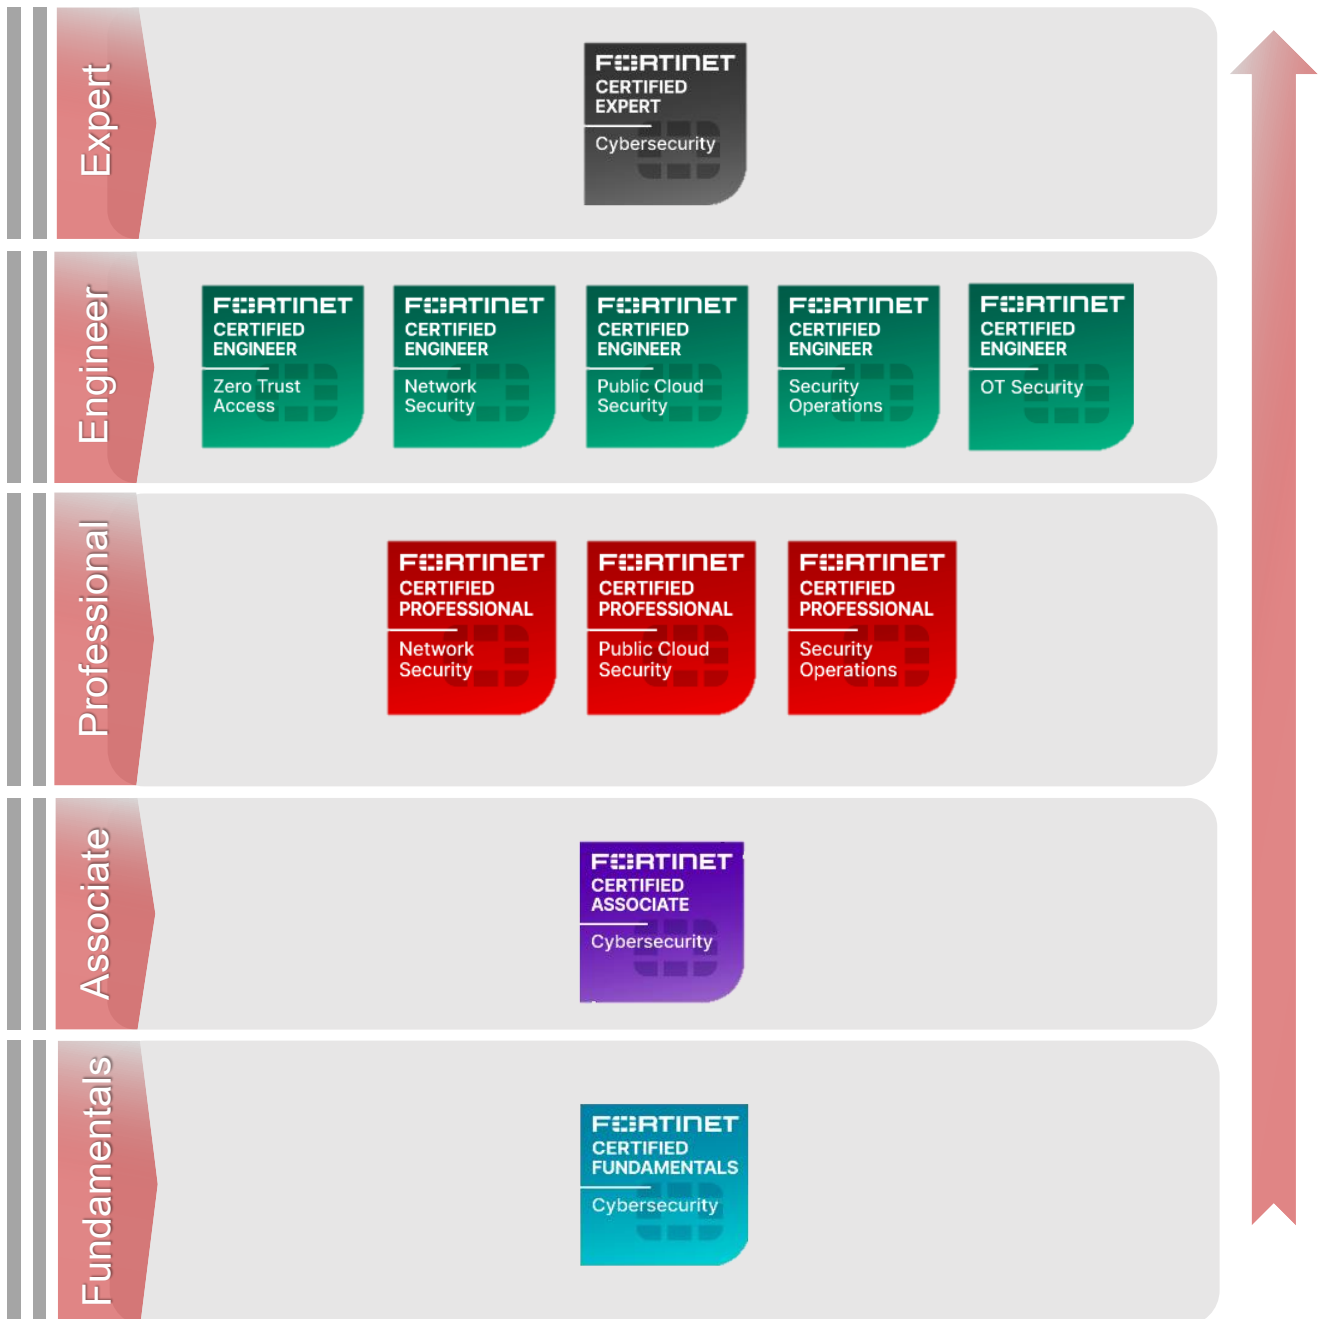 Expert
FORTINET
CERTIFIED
EXPERT
Cybersecurity
Engineer
FORTINET
CERTIFIED
ENGINEER
Zero Trust
Access
FORTINET
CERTIFIED
ENGINEER
Network
Security
FORTINET
CERTIFIED
ENGINEER
Public Cloud
Security
FORTINET
CERTIFIED
ENGINEER
Security
Operations
FORTINET
CERTIFIED
ENGINEER
OT Security
Professional
FORTINET
CERTIFIED
PROFESSIONAL
Network
Security
FORTINET
CERTIFIED
PROFESSIONAL
Public Cloud
Security
FORTINET
CERTIFIED
PROFESSIONAL
Security
Operations
Associate
FORTINET
CERTIFIED
ASSOCIATE
Cybersecurity
Fundamentals
FORTINET
CERTIFIED
FUNDAMENTALS
Cybersecurity